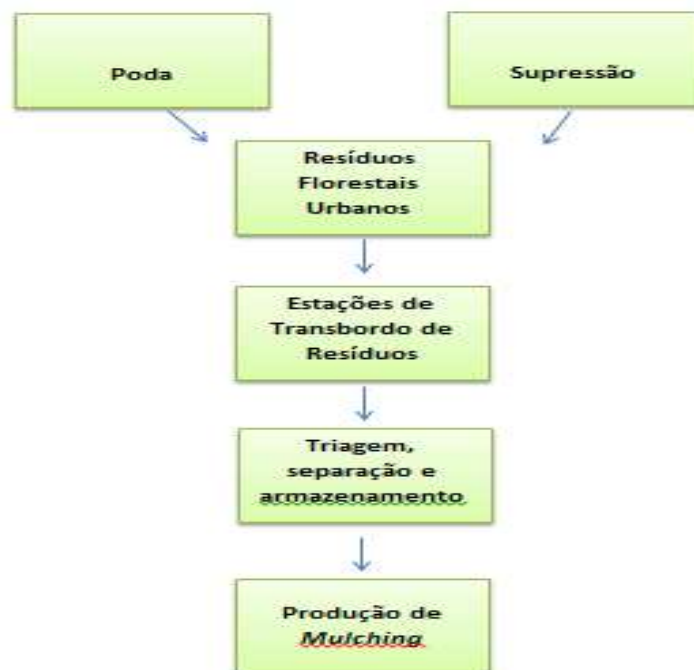 Poda
Supressão
Resíduos
Florestais
Urbanos
Estações de
Transbordo de
Resíduos
Triagem,
separação e
armazenamento
Produção de
Mulching